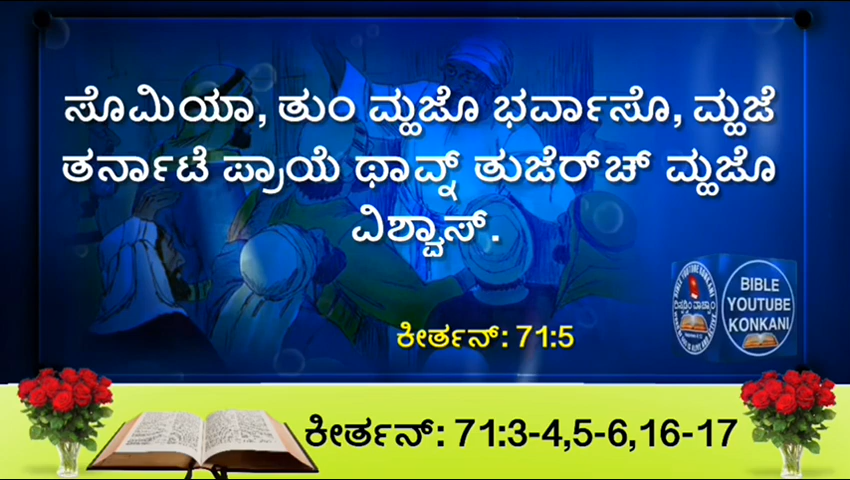 ಸೊಮಿಯಾ, ತುಂ ಮ್ಹಜೊ ಭರ್ವಾಸೊ, ಮ್ಹಜೆ
ತರ್ನಾಟೆ ಪ್ರಾಯೆ ಥಾವ್ನ್ ತುಜೆರ್‌ಚ್ ಮ್ಹಜೊ
ವಿಶ್ವಾಸ್.
ಕೀರ್ತನ್: 71:5
BIBLE
YOUTUBE
KONKANI
ಕೀರ್ತನ್: 71:3-4,5-6,16-17